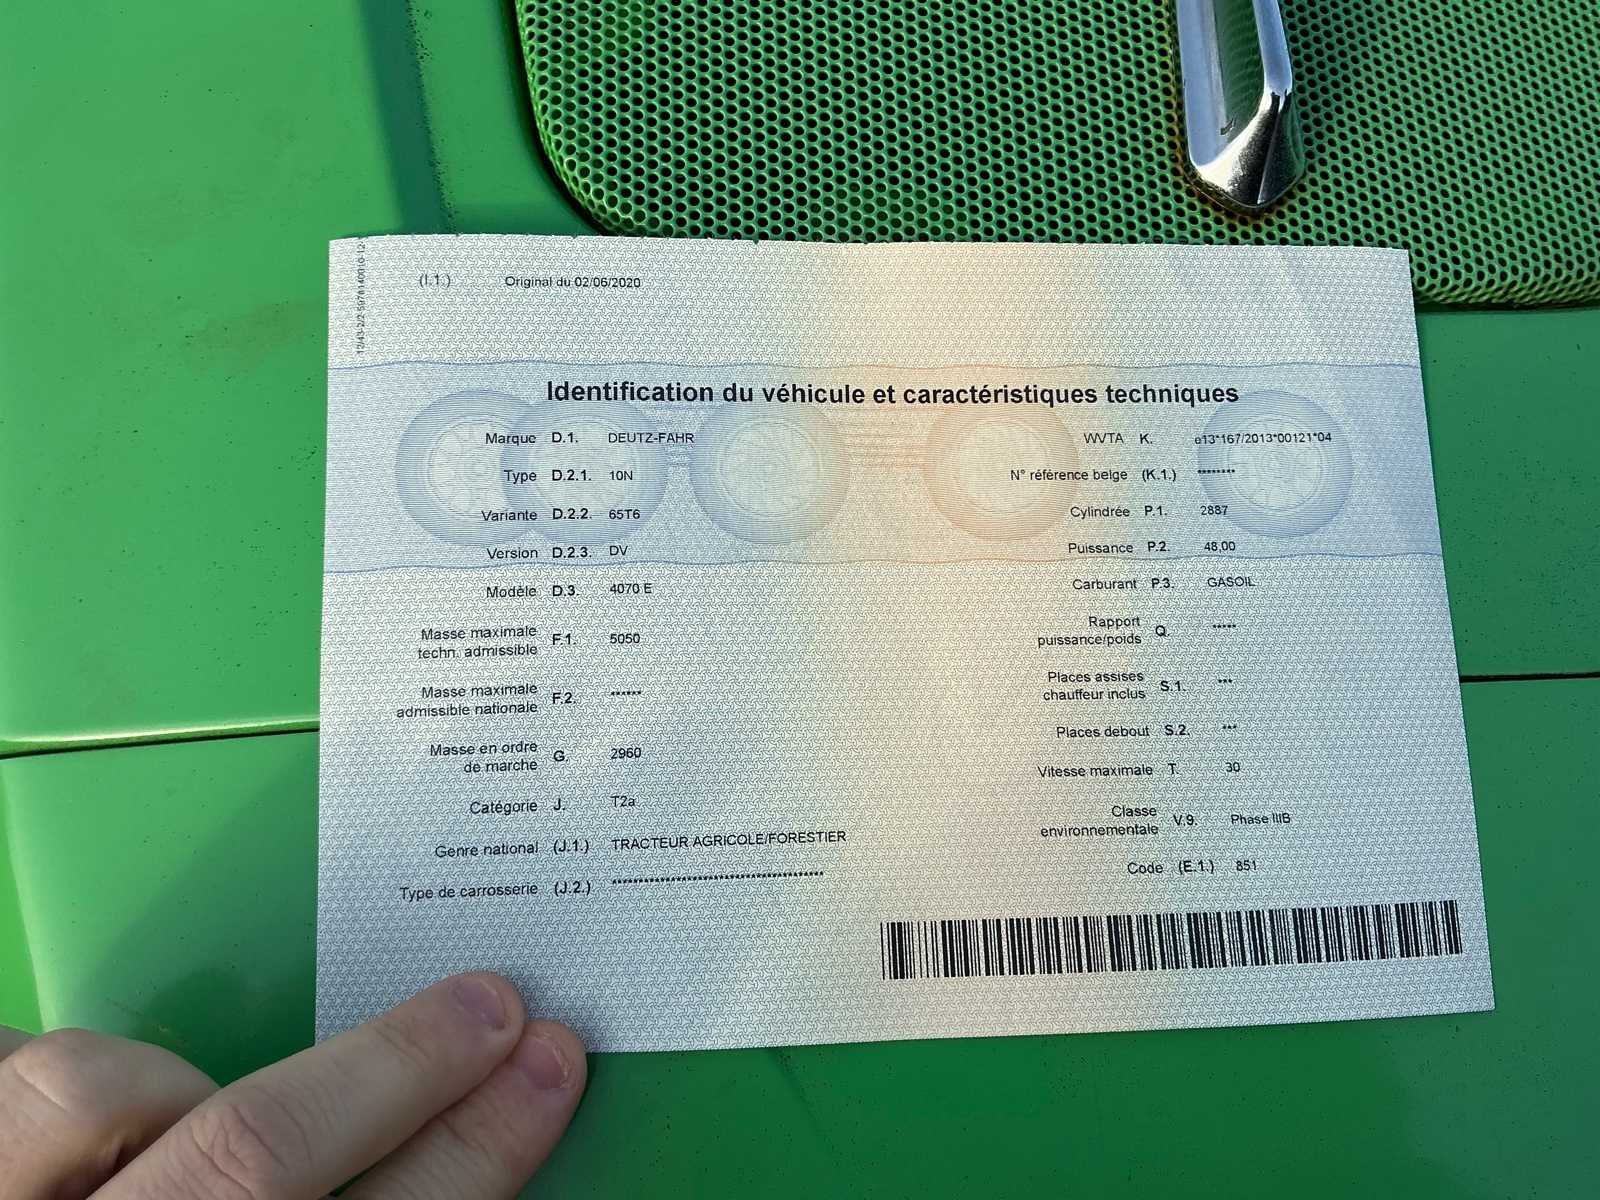 (I.1.) Original du 02/06/2020
Identification du véhicule et caractéristiques techniques
Marque D.1. DEUTZ-FAHR
Type D.2.1. 10N
Variante D.2.2. 65T6
Version D.2.3. DV
Modèle D.3. 4070 E
Masse maximale
techn. admissible F.1. 5050
Masse maximale
admissible nationale F.2. ******
Masse en ordre
de marche G. 2960
Catégorie J. T2a
Genre national (J.1.) TRACTEUR AGRICOLE/FORESTIER
Type de carrosserie (J.2.) ****************************************
WVTA K. e13*167/2013*00121*04
N° référence belge (K.1.) ********
Cylindrée P.1. 2887
Puissance P.2. 48,00
Carburant P.3. GASOIL
Rapport
puissance/poids Q. *****
Places assises
chauffeur inclus S.1. ***
Places debout S.2. ***
Vitesse maximale T. 30
Classe
environnementale V.9. Phase IIIB
Code (E.1.) 851